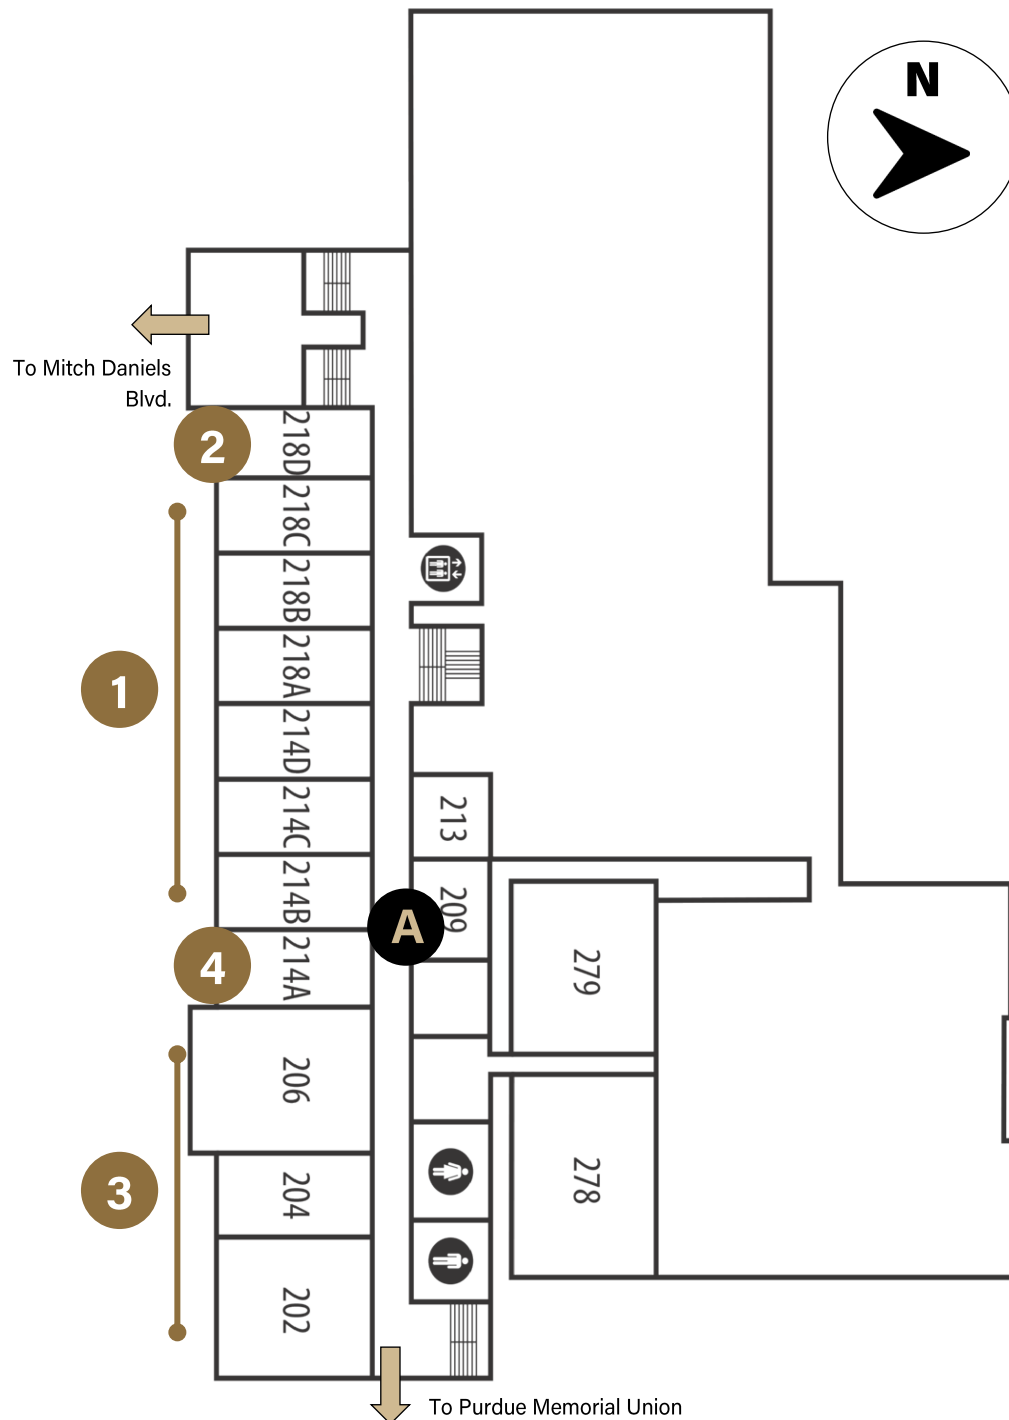 N
To Mitch Daniels
Blvd.
2
218D
218C
218B
1
218A
214D
214C
213
214B
209
A
4
214A
279
206
3
204
278
202
To Purdue Memorial Union